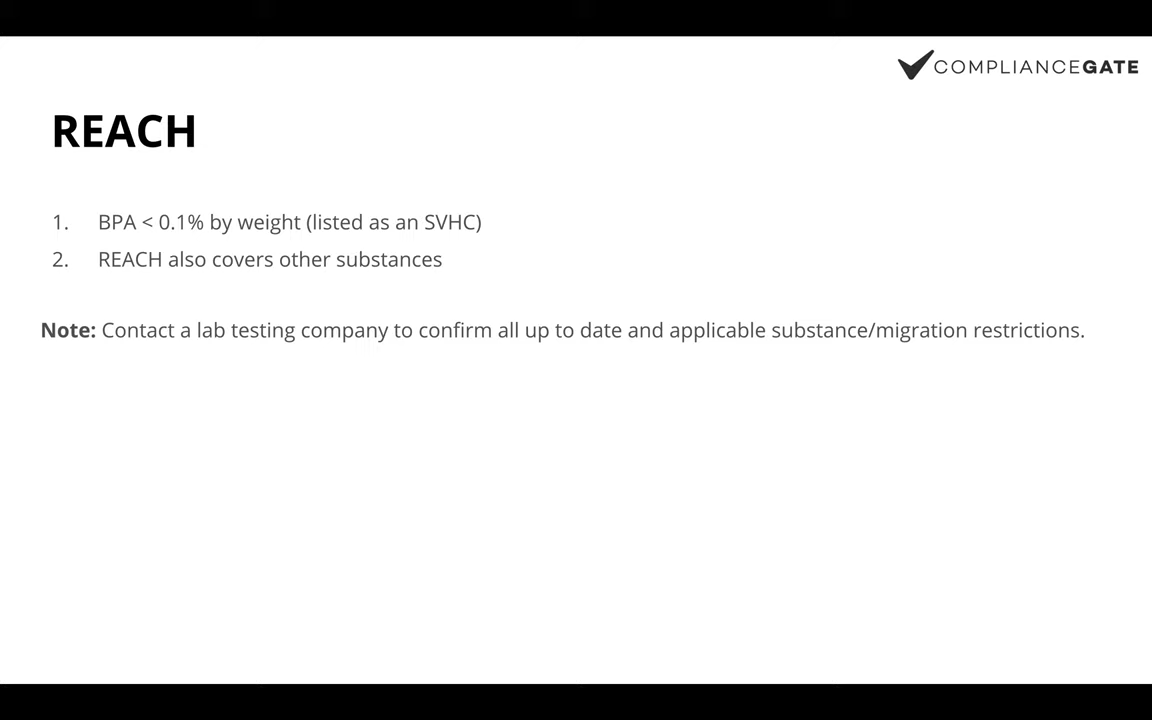 COMPLIANCEGATE
REACH
1. BPA < 0.1% by weight (listed as an SVHC)
2. REACH also covers other substances
Note: Contact a lab testing company to confirm all up to date and applicable substance/migration restrictions.